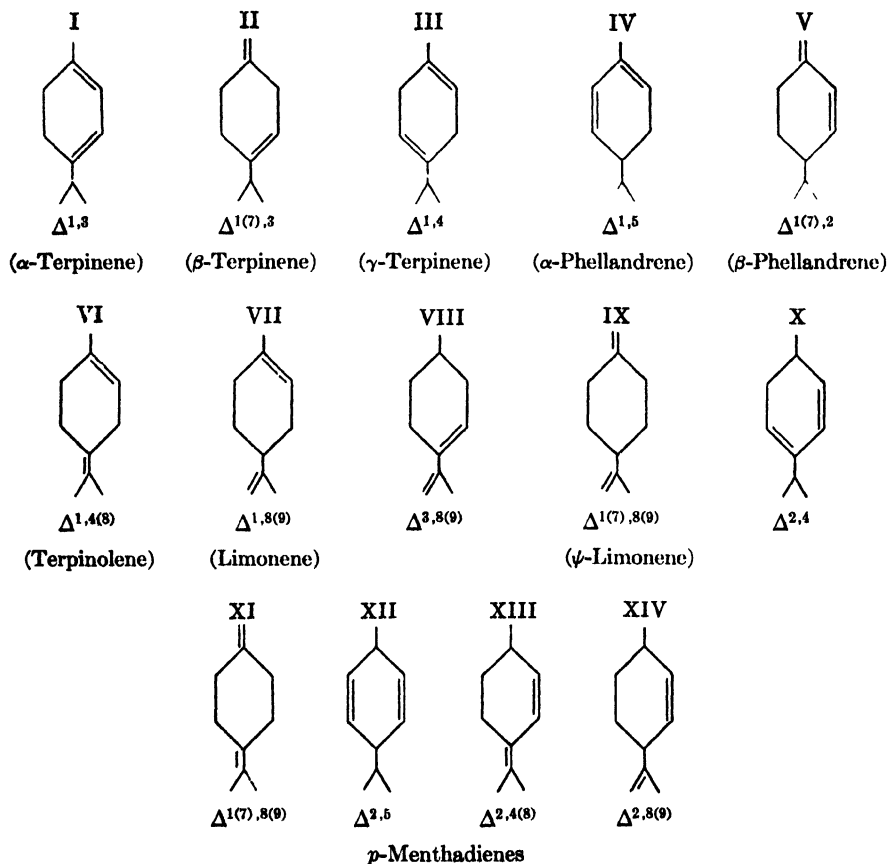 I II III IV V
Δ1,3 Δ1(7),3 Δ1,4 Δ1,5 Δ1(7),2
(α-Terpinene) (β-Terpinene) (γ-Terpinene) (α-Phellandrene) (β-Phellandrene)
VI VII VIII IX X
Δ1,4(8) Δ1,8(9) Δ3,8(9) Δ1(7),8(9) Δ2,4
(Terpinolene) (Limonene) (ψ-Limonene)
XI XII XIII XIV
Δ1(7),8(9) Δ2,5 Δ2,4(8) Δ2,8(9)
p-Menthadienes